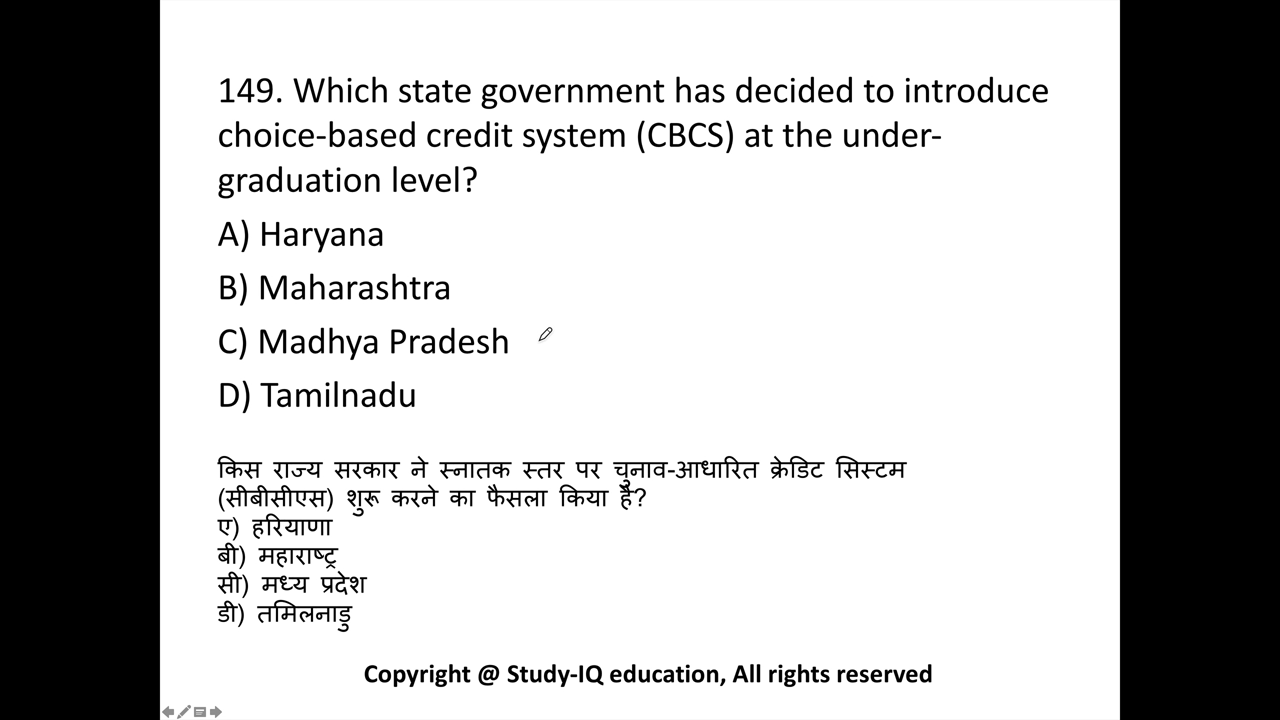 149. Which state government has decided to introduce
choice-based credit system (CBCS) at the under-
graduation level?
A) Haryana
B) Maharashtra
C) Madhya Pradesh
D) Tamilnadu
किस राज्य सरकार ने स्नातक स्तर पर चुनाव-आधारित क्रेडिट सिस्टम
(सीबीसीएस) शुरू करने का फैसला किया है?
ए) हरियाणा
बी) महाराष्ट्र
सी) मध्य प्रदेश
डी) तमिलनाडु
Copyright @ Study-IQ education, All rights reserved